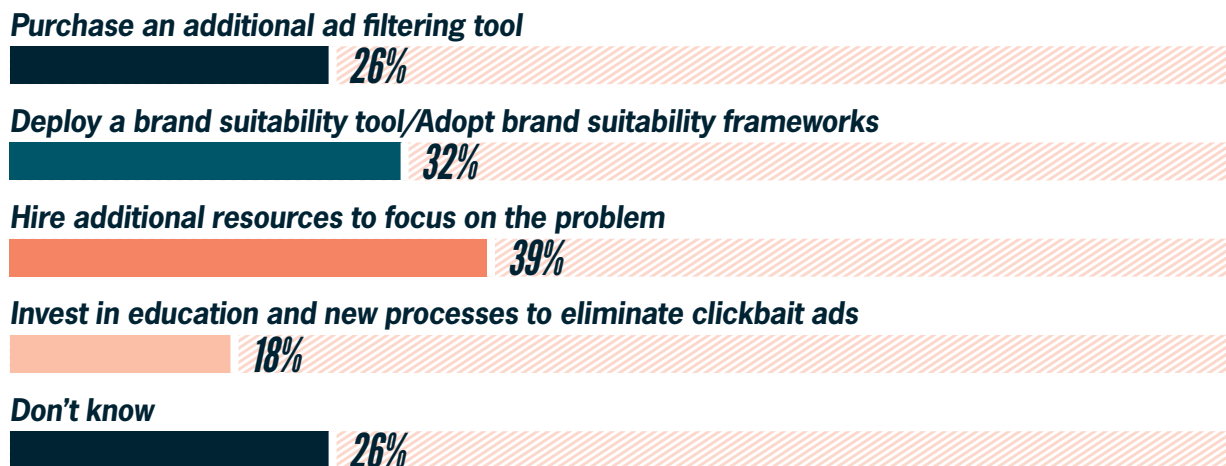 Purchase an additional ad filtering tool
26%
Deploy a brand suitability tool/Adopt brand suitability frameworks
32%
Hire additional resources to focus on the problem
39%
Invest in education and new processes to eliminate clickbait ads
18%
Don’t know
26%